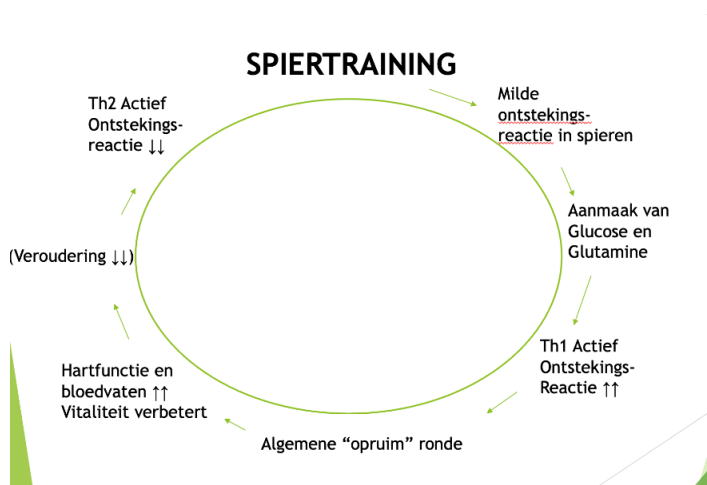 SPIERTRAINING
Milde
ontstekings-
reactie in spieren
Aanmaak van
Glucose en
Glutamine
Th1 Actief
Ontstekings-
Reactie ↑↑
Algemene “opruim” ronde
Hartfunctie en
bloedvaten ↑↑
Vitaliteit verbetert
(Veroudering ↓↓)
Th2 Actief
Ontstekings-
reactie ↓↓